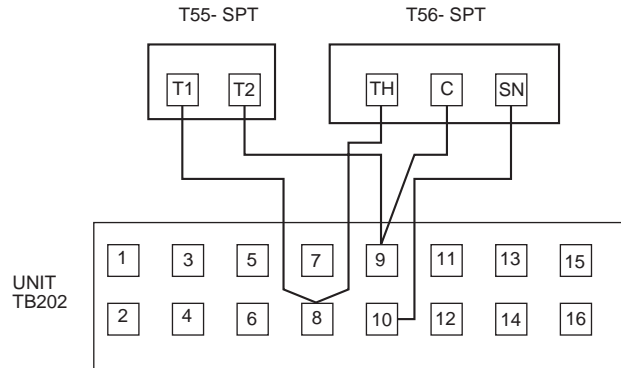 T55- SPT T56- SPT
T1 T2 TH C SN
1 3 5 7 9 11 13 15
UNIT
TB202
2 4 6 8 10 12 14 16